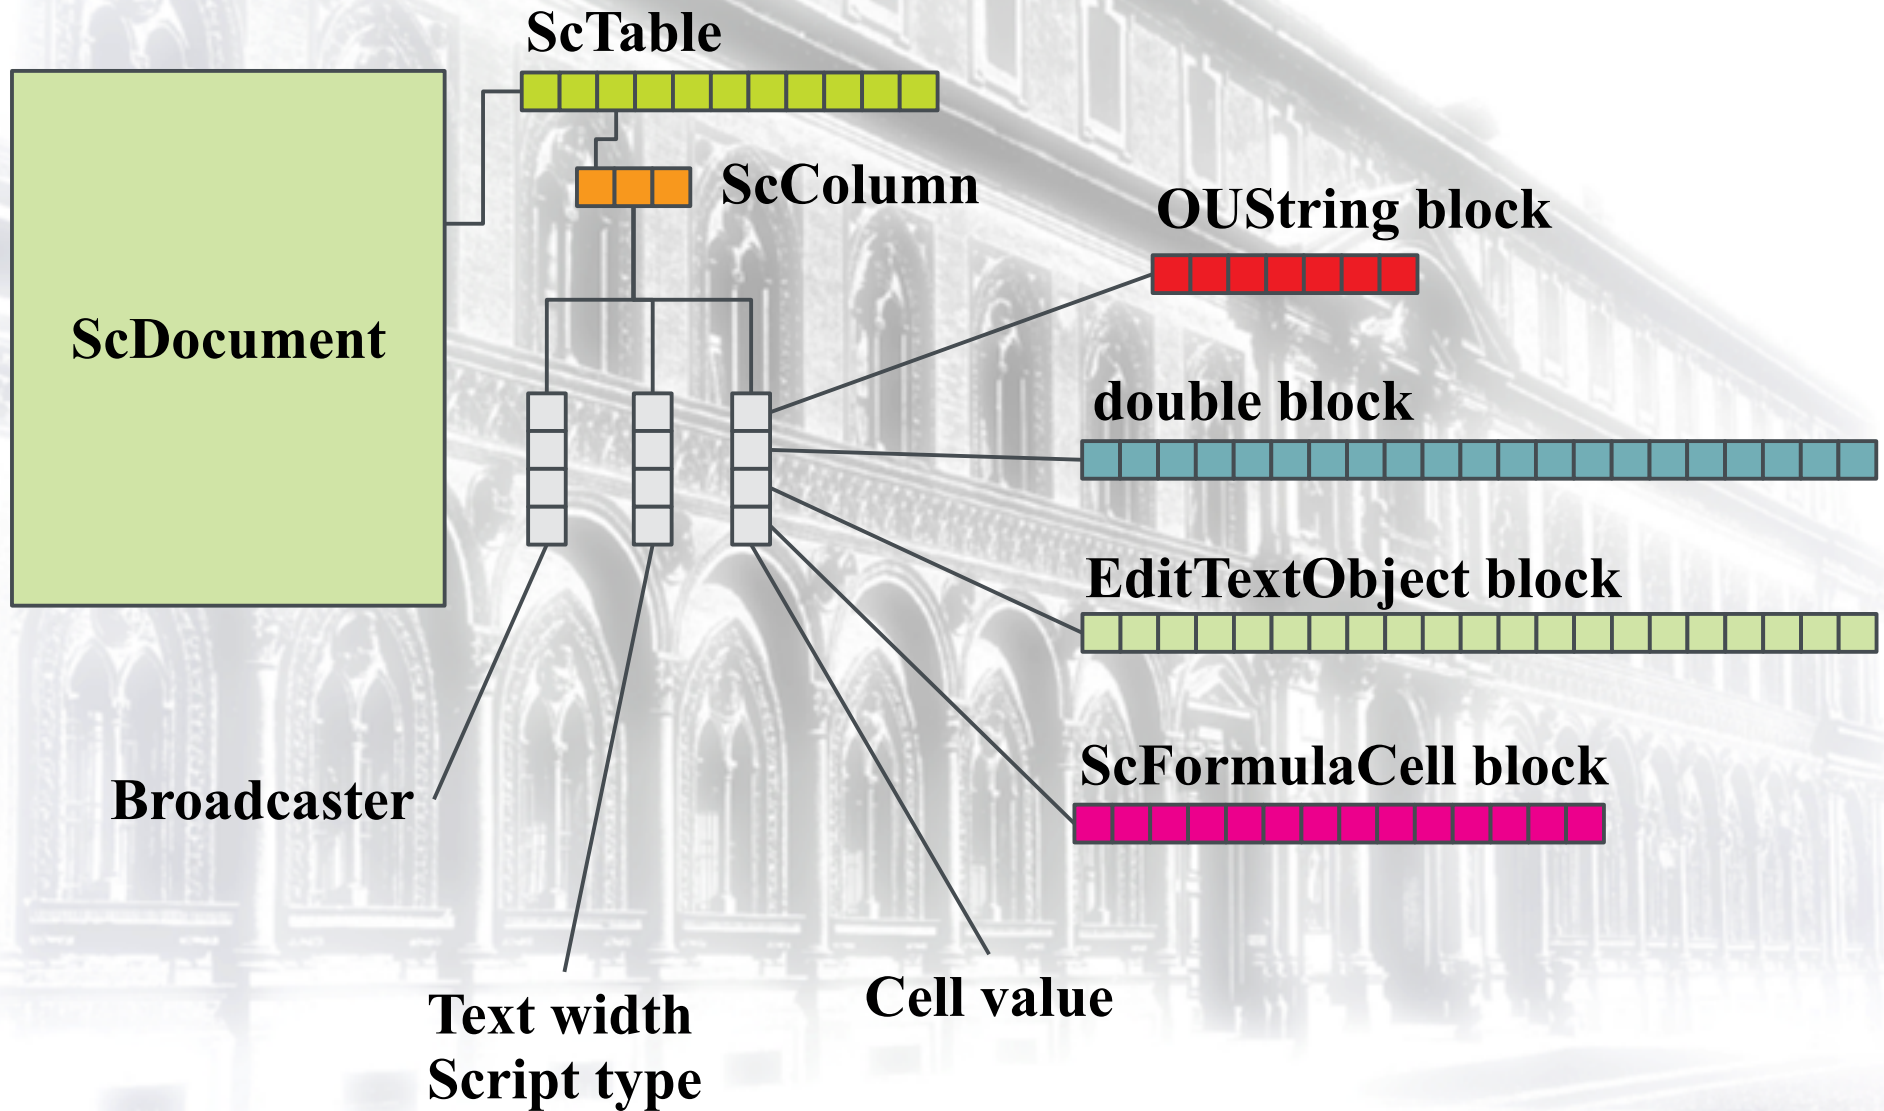 ScTable
ScColumn
OUString block
ScDocument
double block
EditTextObject block
ScFormulaCell block
Broadcaster
Cell value
Text width
Script type